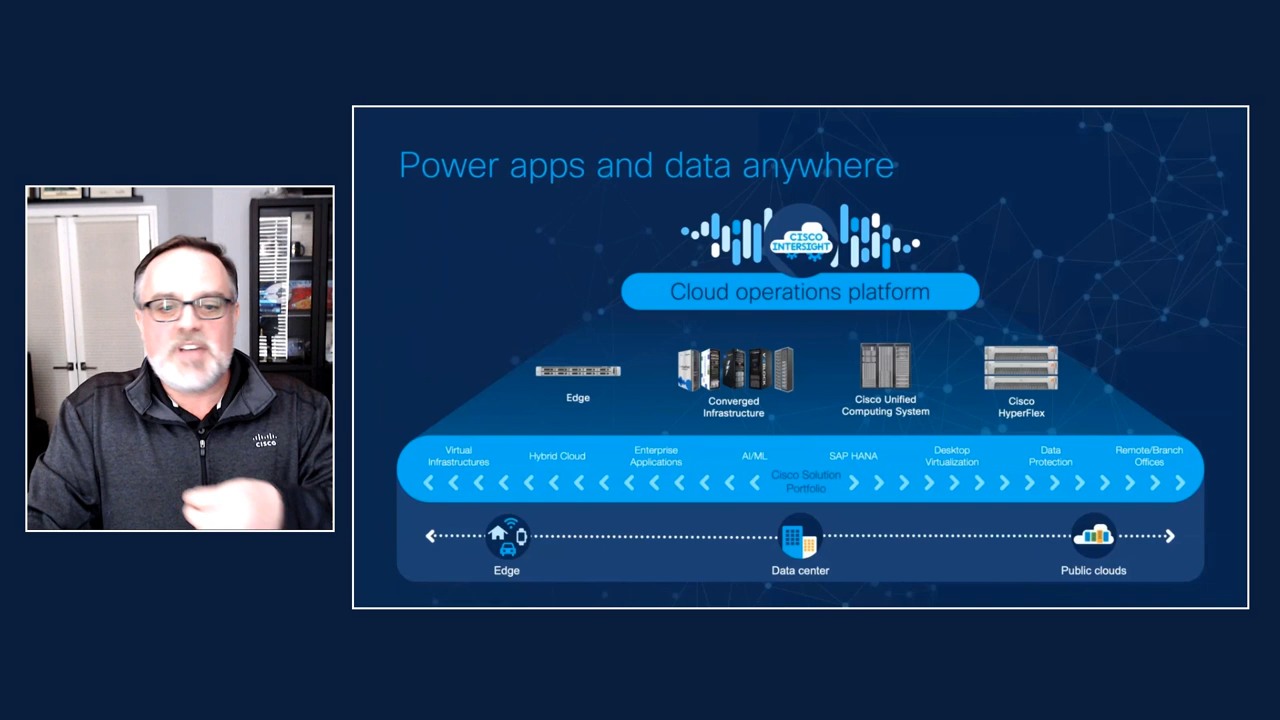 Power apps and data anywhere
CISCO
INTERSIGHT
Cloud operations platform
Edge
Converged
Infrastructure
Cisco Unified
Computing System
Cisco
HyperFlex
Virtual
Infrastructures
Hybrid Cloud
Enterprise
Applications
AI/ML
SAP HANA
Desktop
Virtualization
Data
Protection
Remote/Branch
Offices
Cisco Solution
Portfolio
Edge
Data center
Public clouds
CISCO